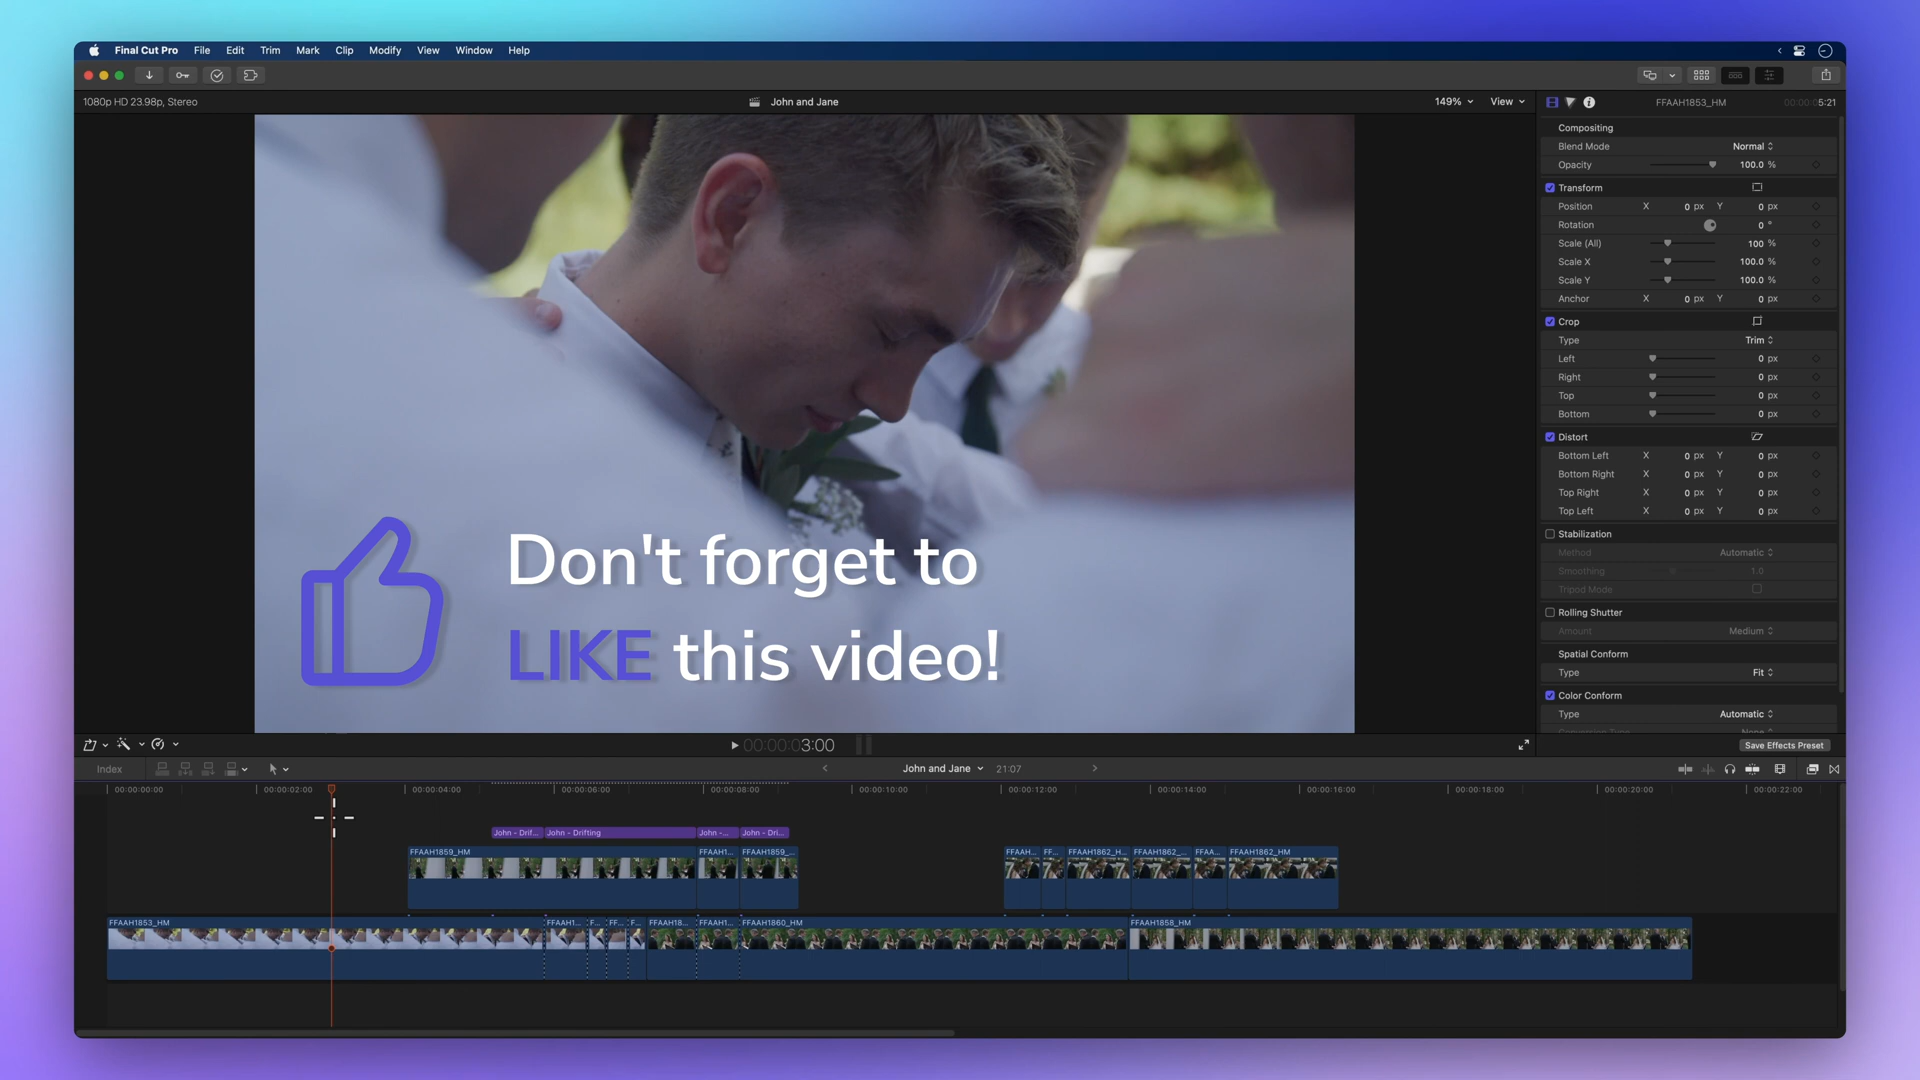 Final Cut Pro File Edit Trim Mark Clip Modify View Window Help
1080p HD 23.98p, Stereo
John and Jane
149% View
FFAAH1853_HM
00:00:05:21
Compositing
Blend Mode Normal
Opacity 100.0 %
Transform
Position X 0 px Y 0 px
Rotation 0 °
Scale (All) 100 %
Scale X 100.0 %
Scale Y 100.0 %
Anchor X 0 px Y 0 px
Crop
Type Trim
Left 0 px
Right 0 px
Top 0 px
Bottom 0 px
Distort
Bottom Left X 0 px Y 0 px
Bottom Right X 0 px Y 0 px
Top Right X 0 px Y 0 px
Top Left X 0 px Y 0 px
Stabilization
Method Automatic
Smoothing 1.0
Tripod Mode
Rolling Shutter
Amount Medium
Spatial Conform
Type Fit
Color Conform
Type Automatic
Save Effects Preset
Don't forget to
LIKE this video!
00:00:03:00
Index
John and Jane 21:07
00:00:00:00 00:00:02:00 00:00:04:00 00:00:06:00 00:00:08:00 00:00:10:00 00:00:12:00 00:00:14:00 00:00:16:00 00:00:18:00 00:00:20:00 00:00:22:00
John - Drif... John - Drifting John -... John - Dri...
FFAAH1859_HM FFAAH1... FFAAH1859_... FFAAH... FF... FFAAH1862_H... FFAAH1862_... FFAA... FFAAH1862_HM
FFAAH1853_HM FFAAH1... F... FF... F... FFAAH18... FFAAH1... FFAAH1860_HM FFAAH1858_HM